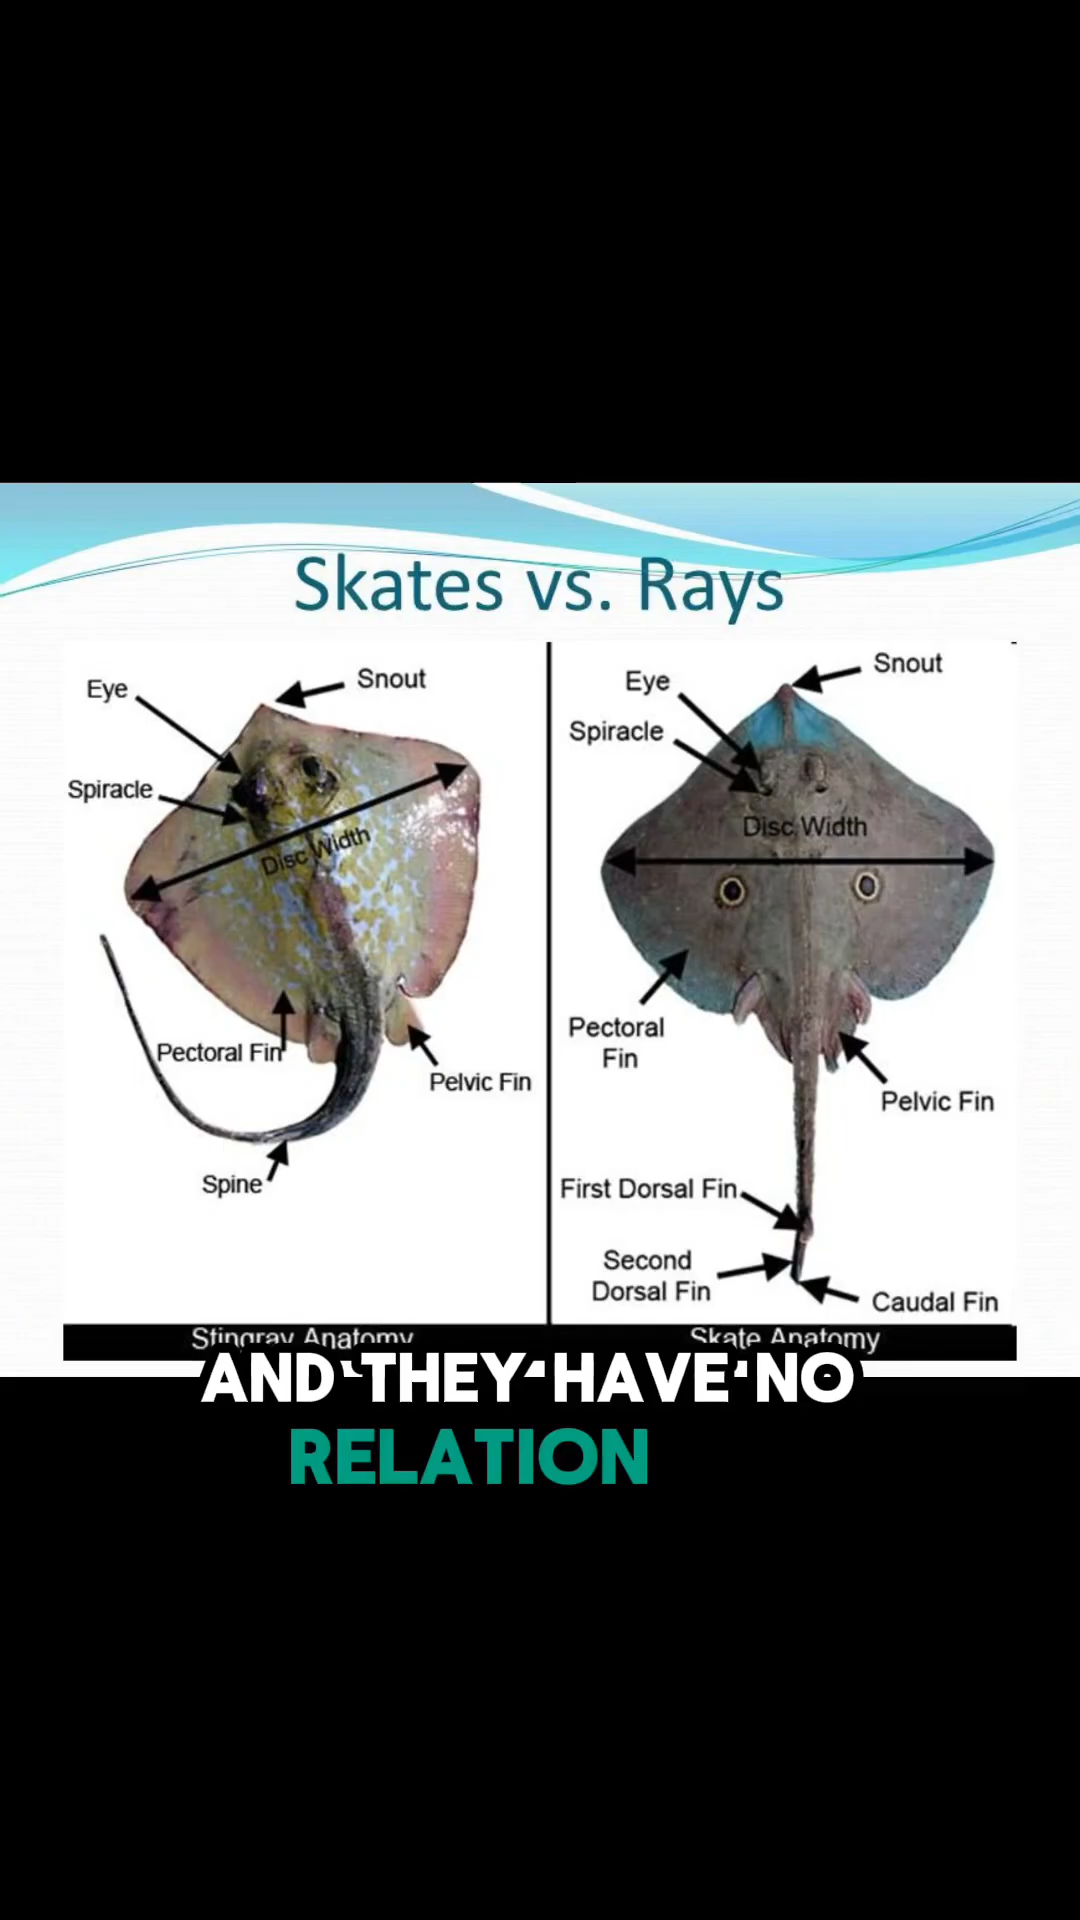 Skates vs. Rays
Eye
Snout
Spiracle
Disc Width
Pectoral Fin
Pelvic Fin
Spine
Stingray Anatomy
Eye
Snout
Spiracle
Disc Width
Pectoral
Fin
Pelvic Fin
First Dorsal Fin
Second
Dorsal Fin
Caudal Fin
Skate Anatomy
AND THEY HAVE NO
RELATION